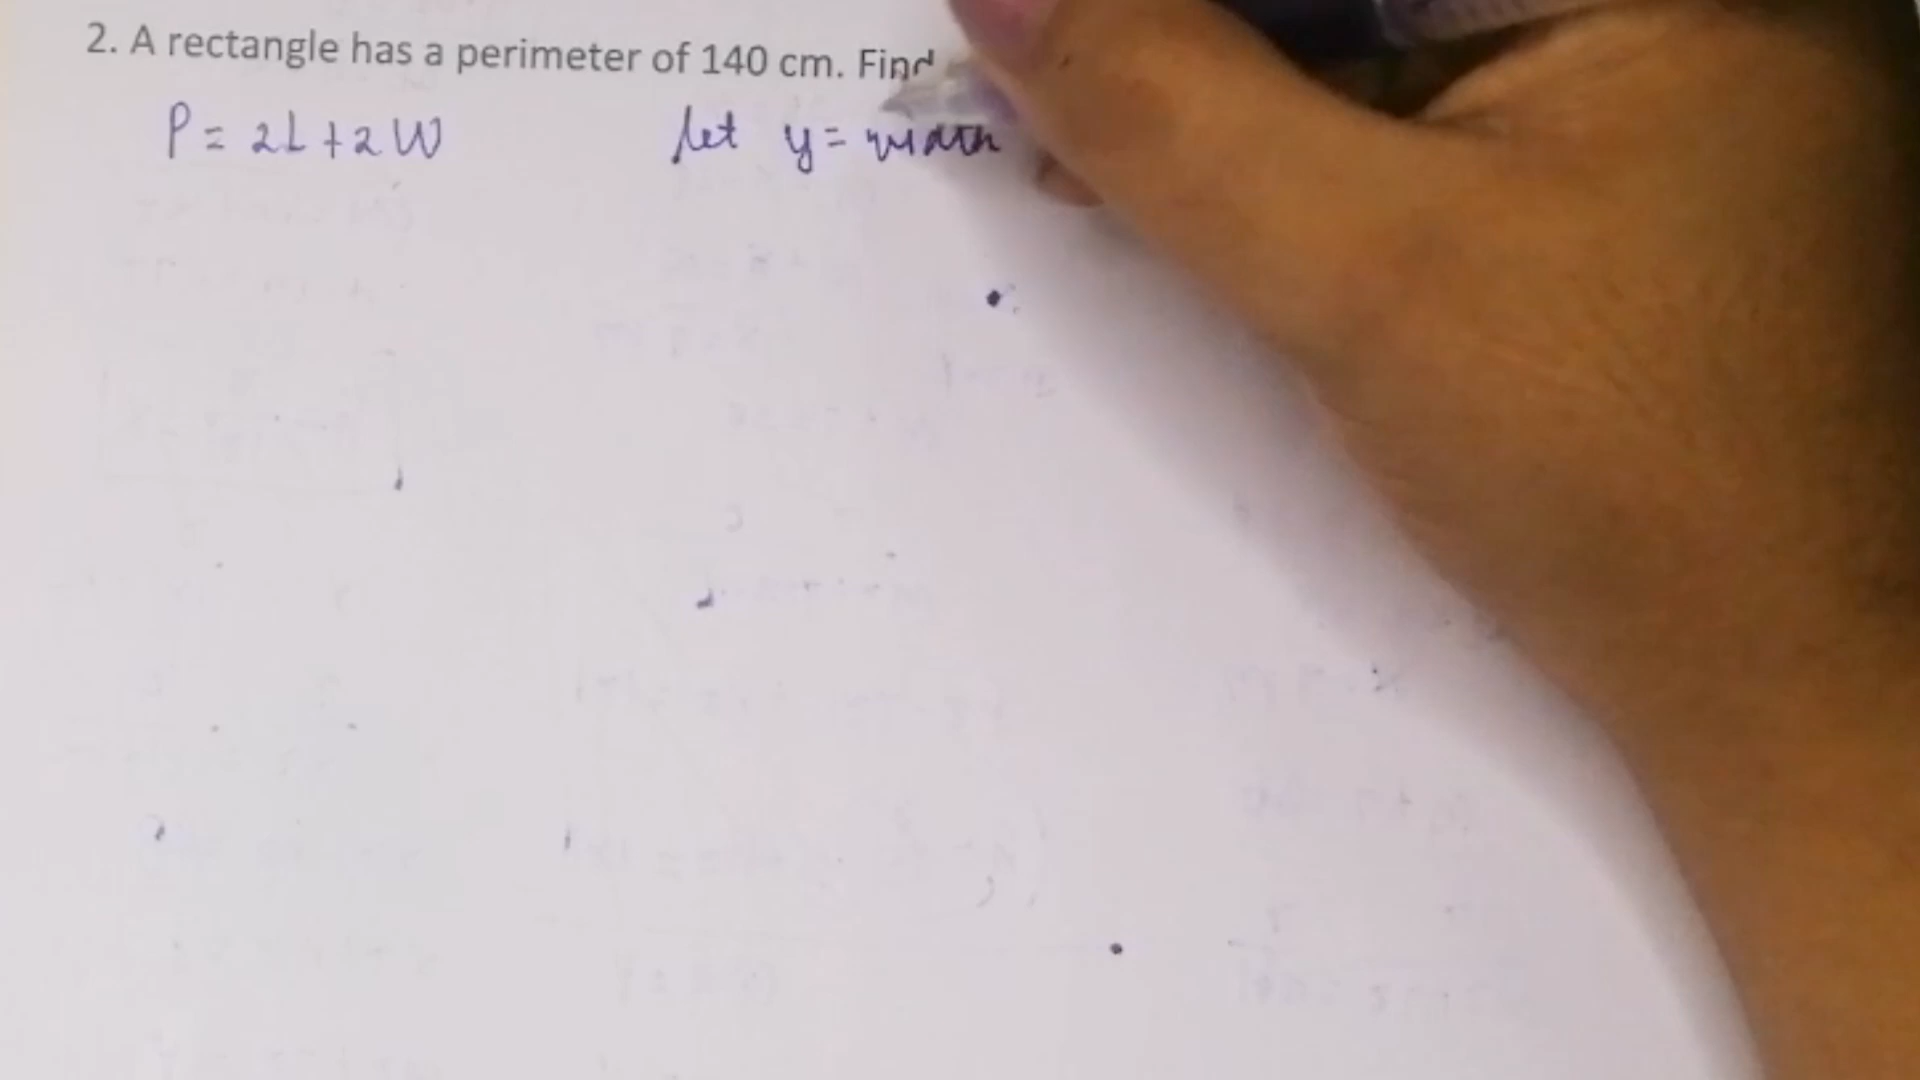 2. A rectangle has a perimeter of 140 cm. Find
P = 2L + 2W
let y = width